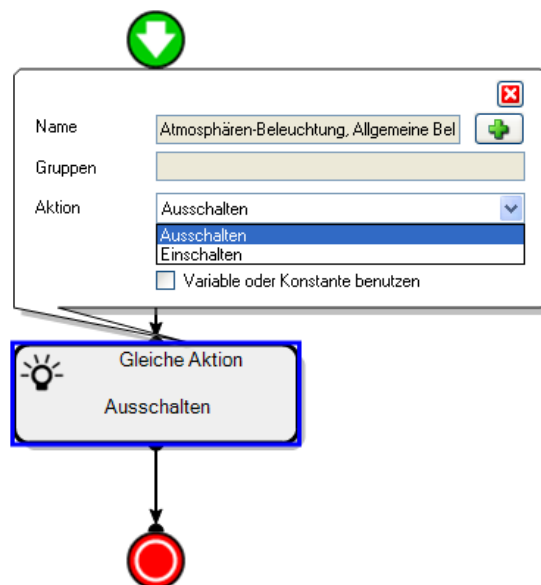 Name
Atmosphären-Beleuchtung, Allgemeine Bel
Gruppen
Aktion
Ausschalten
Ausschalten
Einschalten
Variable oder Konstante benutzen
Gleiche Aktion
Ausschalten